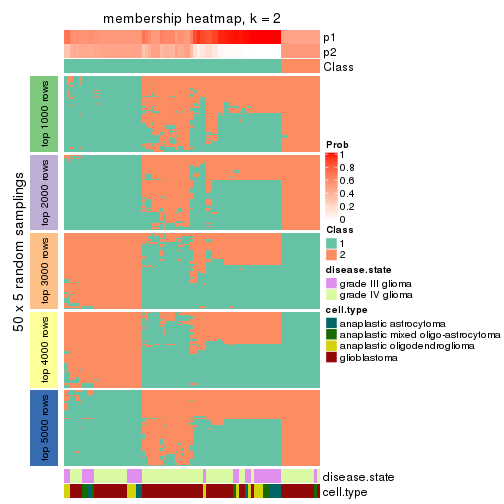 membership heatmap, k = 2
p1
p2
Class
50 x 5 random samplings
top 1000 rows
top 2000 rows
top 3000 rows
top 4000 rows
top 5000 rows
Prob
1
0.8
0.6
0.4
0.2
0
Class
1
2
disease.state
grade III glioma
grade IV glioma
cell.type
anaplastic astrocytoma
anaplastic mixed oligo-astrocytoma
anaplastic oligodendroglioma
glioblastoma
disease.state
cell.type